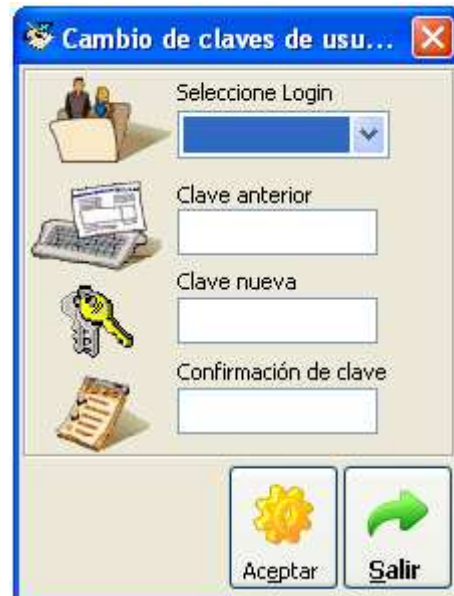 Cambio de claves de usu...
Seleccione Login
Clave anterior
Clave nueva
Confirmación de clave
Aceptar
Salir